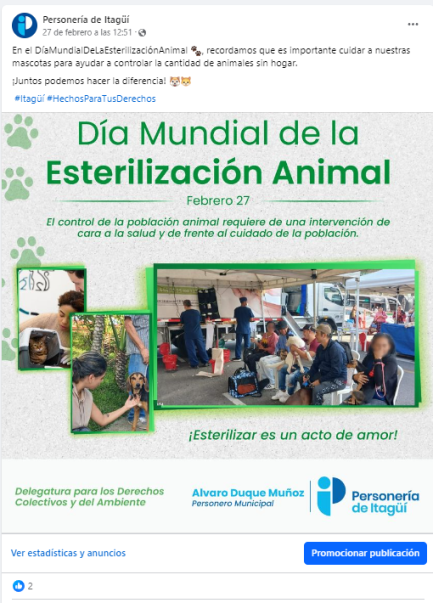 Personería de Itagüí
27 de febrero a las 12:51 ·
En el DíaMundialDeLaEsterilizaciónAnimal 🐾, recordamos que es importante cuidar a nuestras
mascotas para ayudar a controlar la cantidad de animales sin hogar.
¡Juntos podemos hacer la diferencia! 🐶🐱
#Itagüí #HechosParaTusDerechos
Día Mundial de la
Esterilización Animal
Febrero 27
El control de la población animal requiere de una intervención de
cara a la salud y de frente al cuidado de la población.
¡Esterilizar es un acto de amor!
Delegatura para los Derechos
Colectivos y del Ambiente
Alvaro Duque Muñoz
Personero Municipal
Personería
de Itagüí
Ver estadísticas y anuncios
Promocionar publicación
2